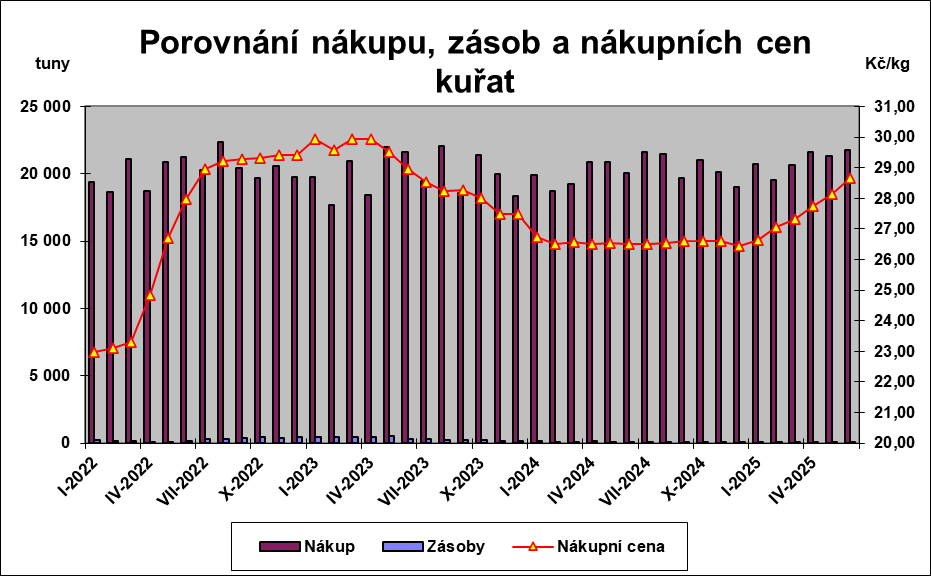 Porovnání nákupu, zásob a nákupních cen
kuřat
tuny
Kč/kg
25 000
20 000
15 000
10 000
5 000
0
31,00
30,00
29,00
28,00
27,00
26,00
25,00
24,00
23,00
22,00
21,00
20,00
I-2022
IV-2022
VII-2022
X-2022
I-2023
IV-2023
VII-2023
X-2023
I-2024
IV-2024
VII-2024
X-2024
I-2025
IV-2025
Nákup
Zásoby
Nákupní cena